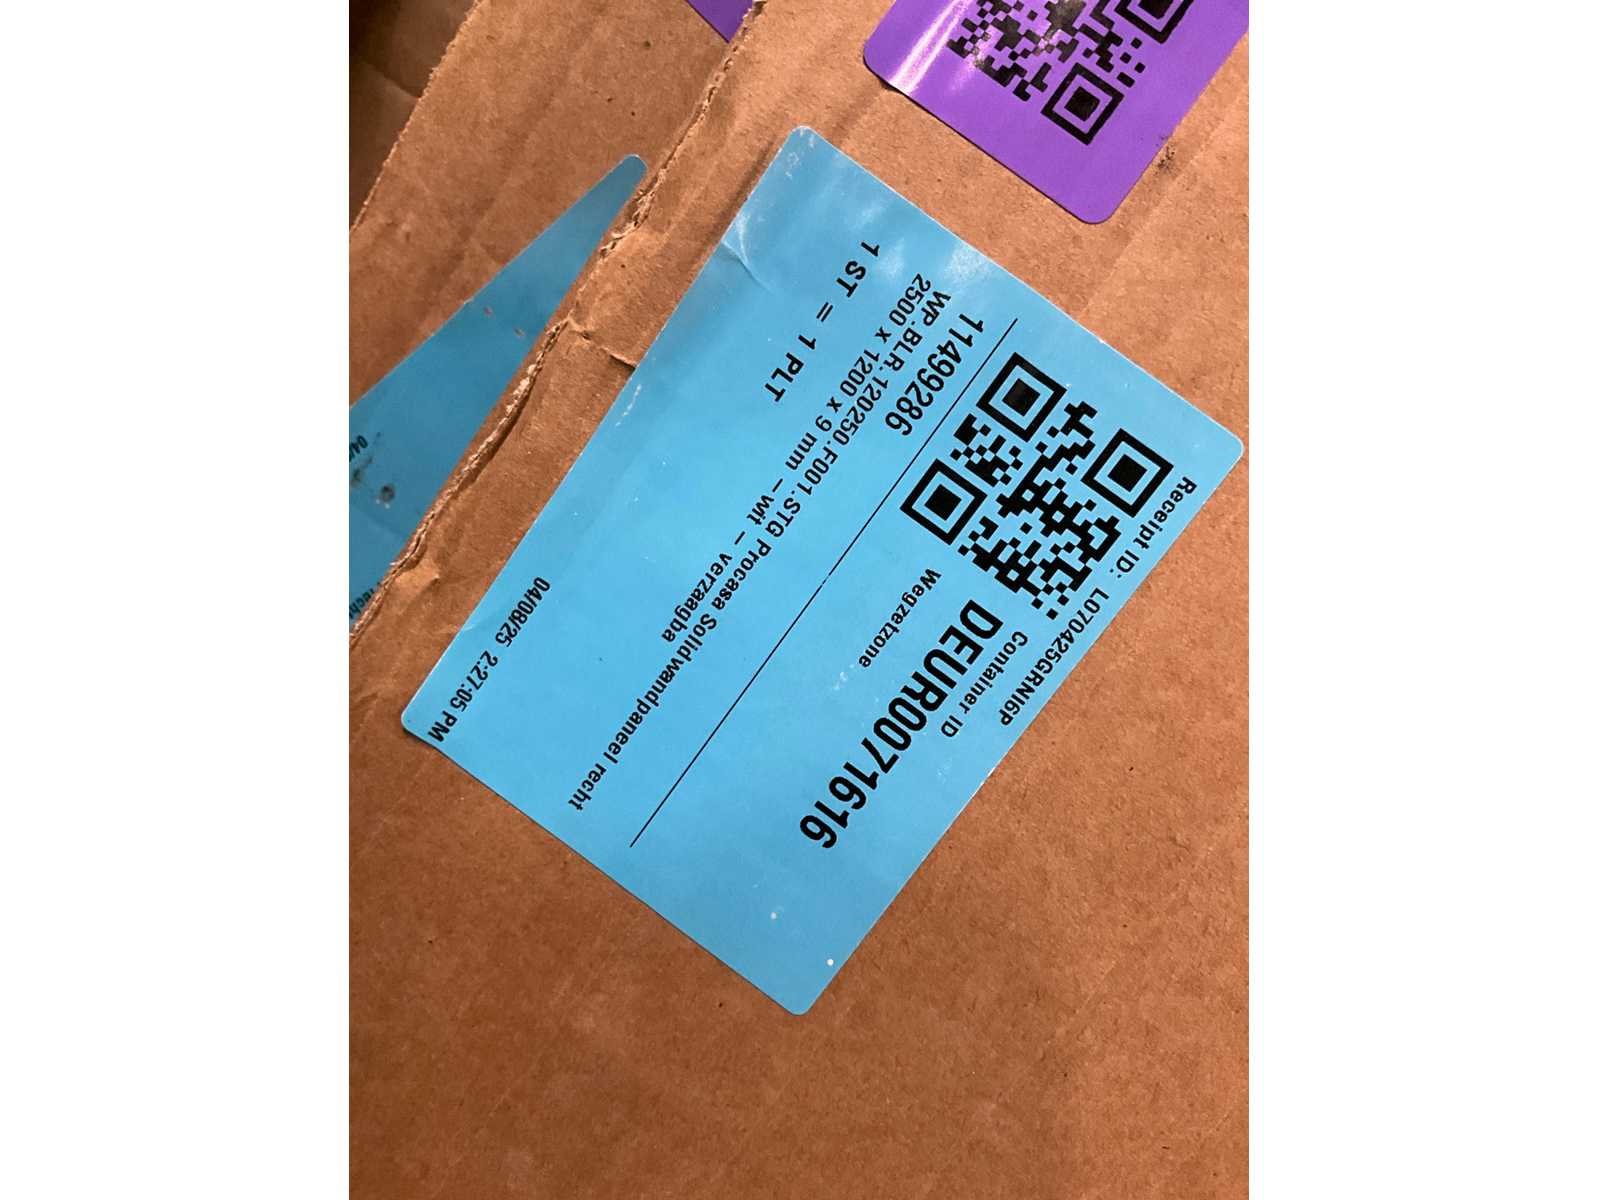 Receipt ID: L070425GRNI6P
Container ID
DEUR0071616
Wegzetzone
11499286
WP.BLR.120250.F001.STG Procasa Solidwandpaneel recht
2500 x 1200 x 9 mm – wit – verzaagba
1 ST = 1 PLT
04/08/25 2:27:05 PM